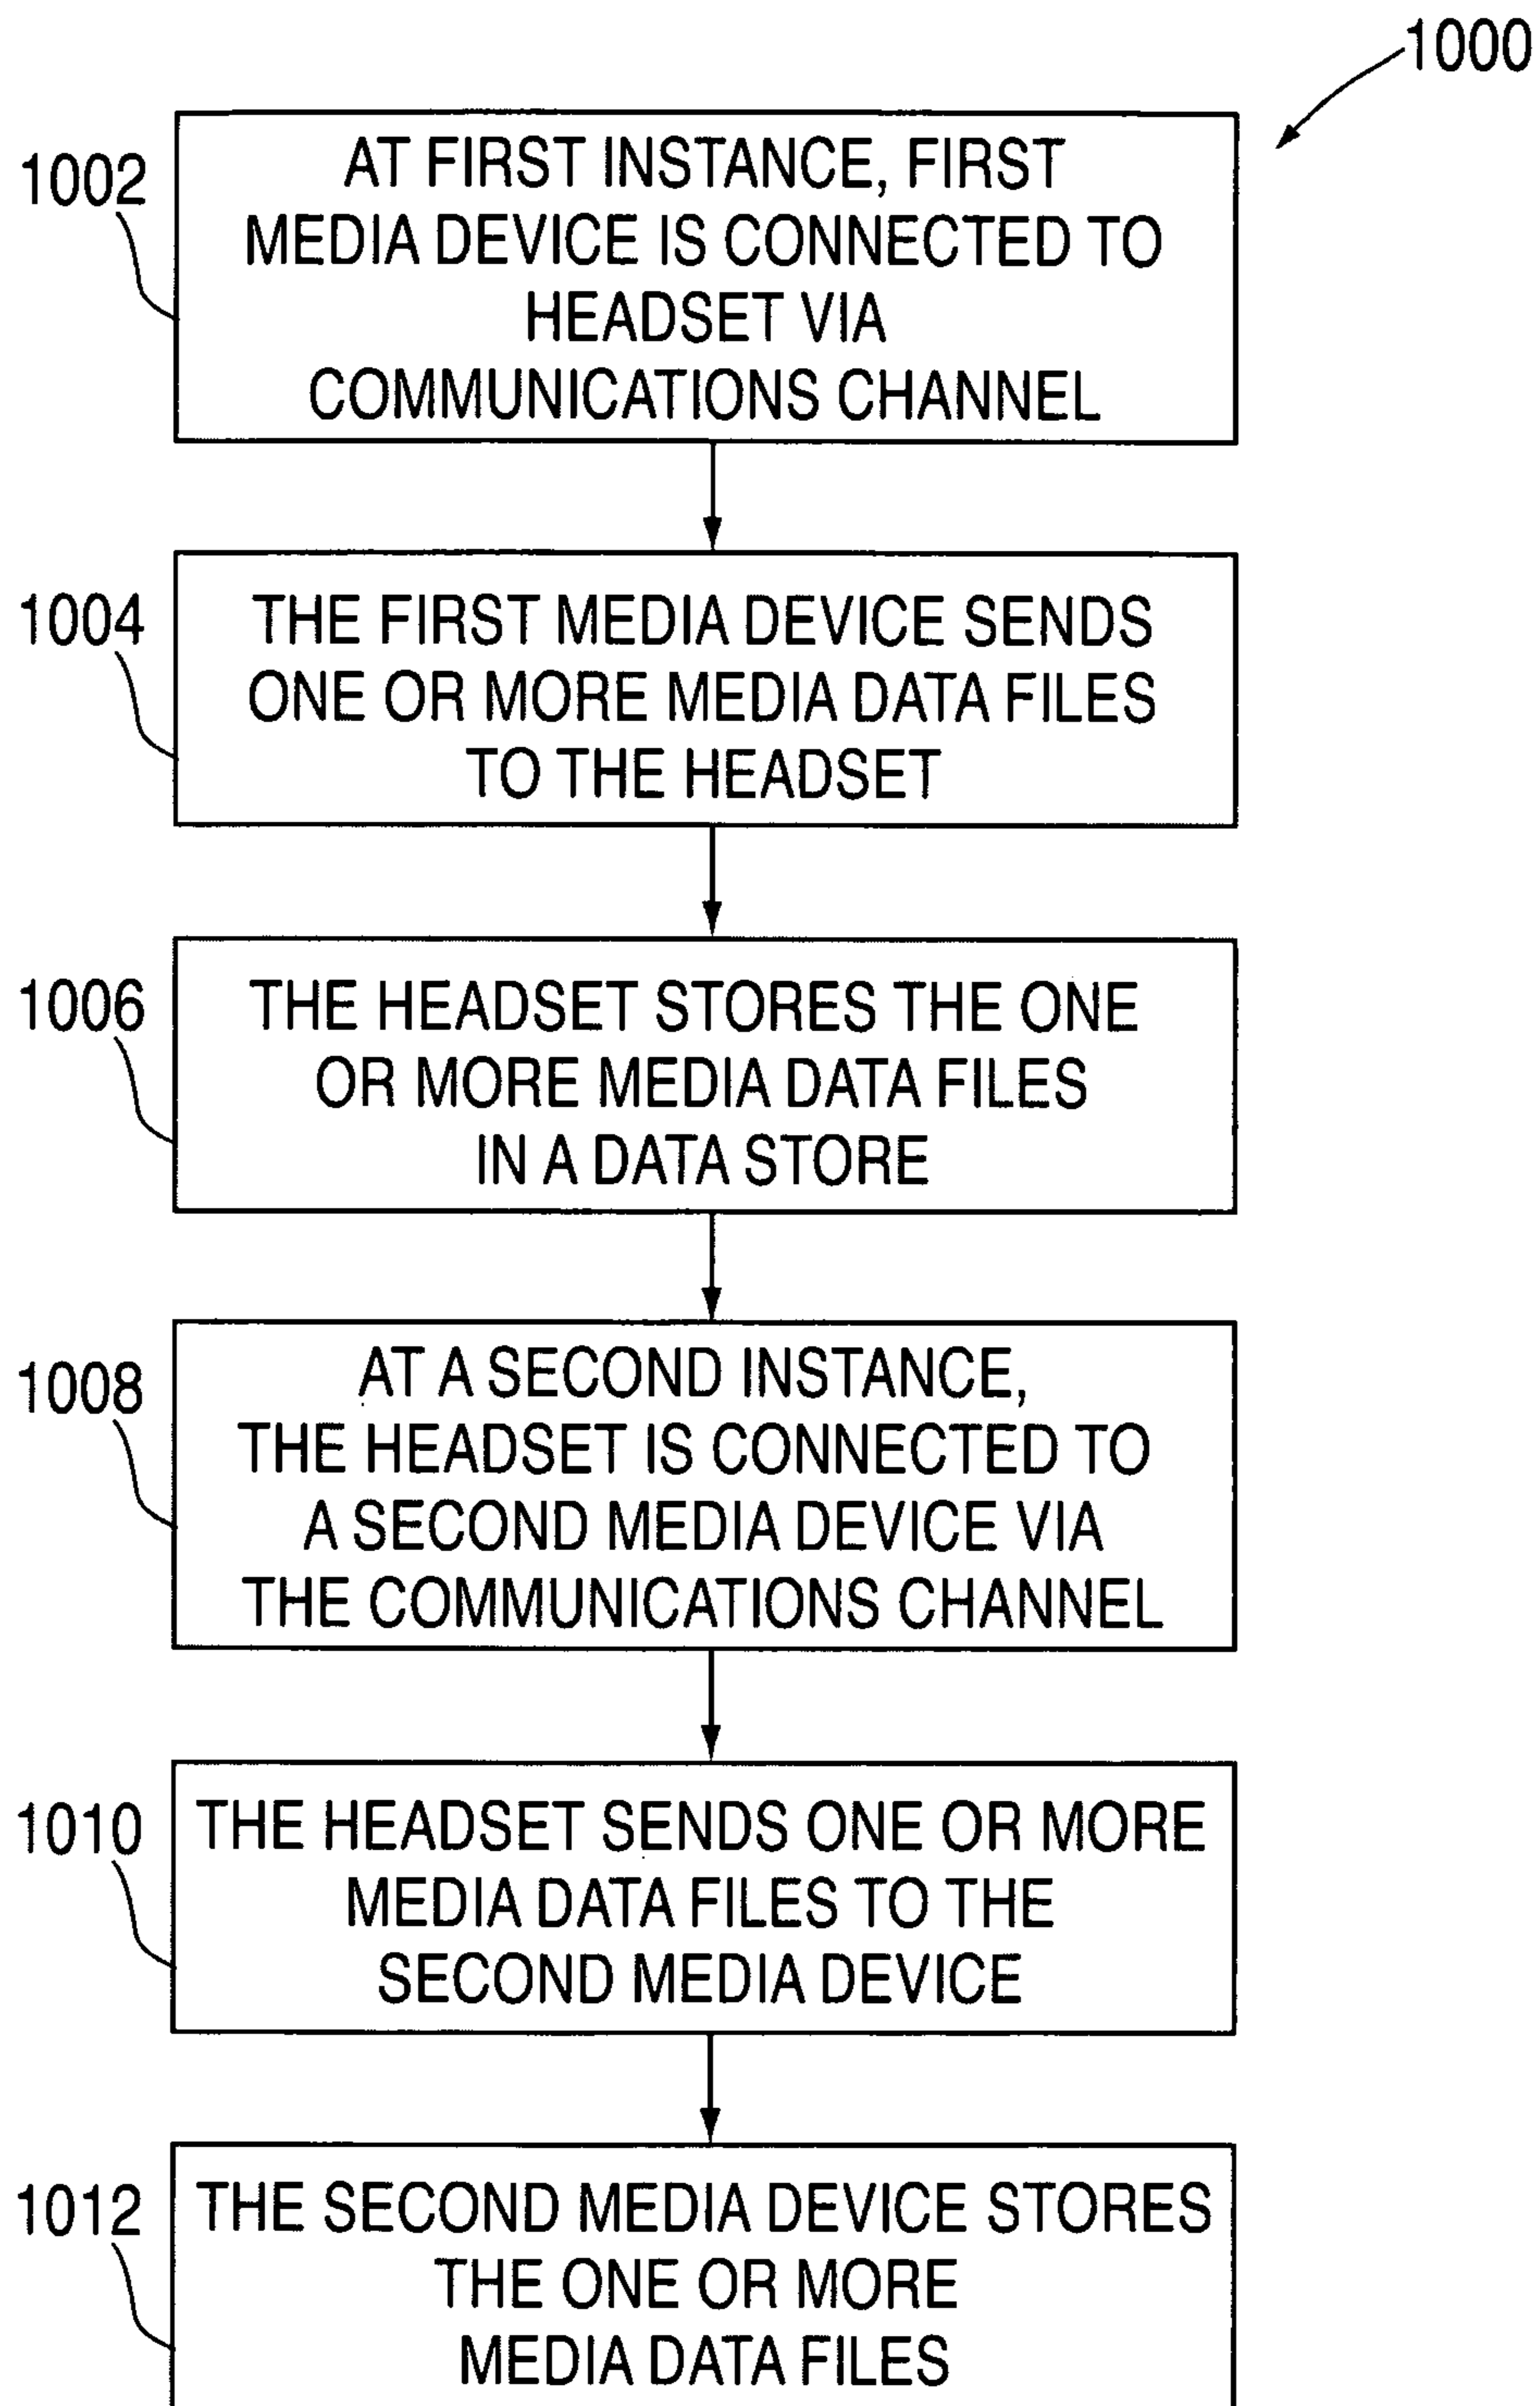 1000
1002
AT FIRST INSTANCE, FIRST
MEDIA DEVICE IS CONNECTED TO
HEADSET VIA
COMMUNICATIONS CHANNEL
1004
THE FIRST MEDIA DEVICE SENDS
ONE OR MORE MEDIA DATA FILES
TO THE HEADSET
1006
THE HEADSET STORES THE ONE
OR MORE MEDIA DATA FILES
IN A DATA STORE
1008
AT A SECOND INSTANCE,
THE HEADSET IS CONNECTED TO
A SECOND MEDIA DEVICE VIA
THE COMMUNICATIONS CHANNEL
1010
THE HEADSET SENDS ONE OR MORE
MEDIA DATA FILES TO THE
SECOND MEDIA DEVICE
1012
THE SECOND MEDIA DEVICE STORES
THE ONE OR MORE
MEDIA DATA FILES